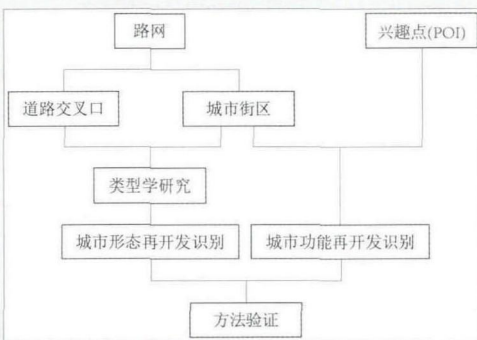 路网
兴趣点(POI)
道路交叉口
城市街区
类型学研究
城市形态再开发识别
城市功能再开发识别
方法验证